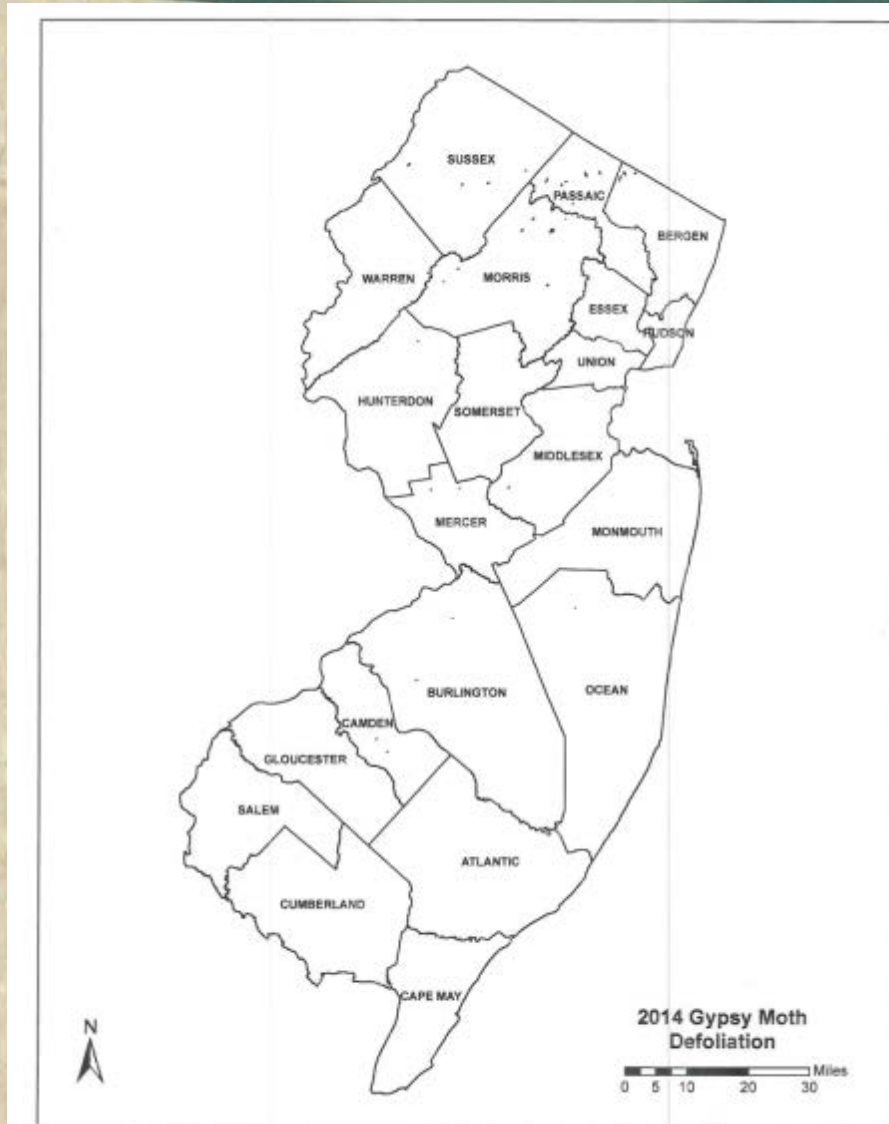 SUSSEX
PASSAIC
BERGEN
WARREN
MORRIS
ESSEX
HUDSON
UNION
HUNTERDON
SOMERSET
MIDDLESEX
MERCER
MONMOUTH
OCEAN
BURLINGTON
CAMDEN
GLOUCESTER
SALEM
ATLANTIC
CUMBERLAND
CAPE MAY
N
2014 Gypsy Moth
Defoliation
Miles
0 5 10 20 30